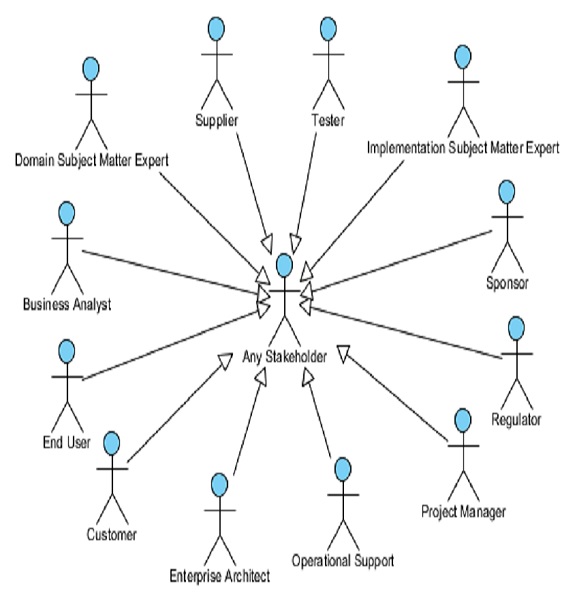 Supplier
Tester
Domain Subject Matter Expert
Implementation Subject Matter Expert
Business Analyst
Sponsor
Any Stakeholder
End User
Regulator
Customer
Project Manager
Enterprise Architect
Operational Support